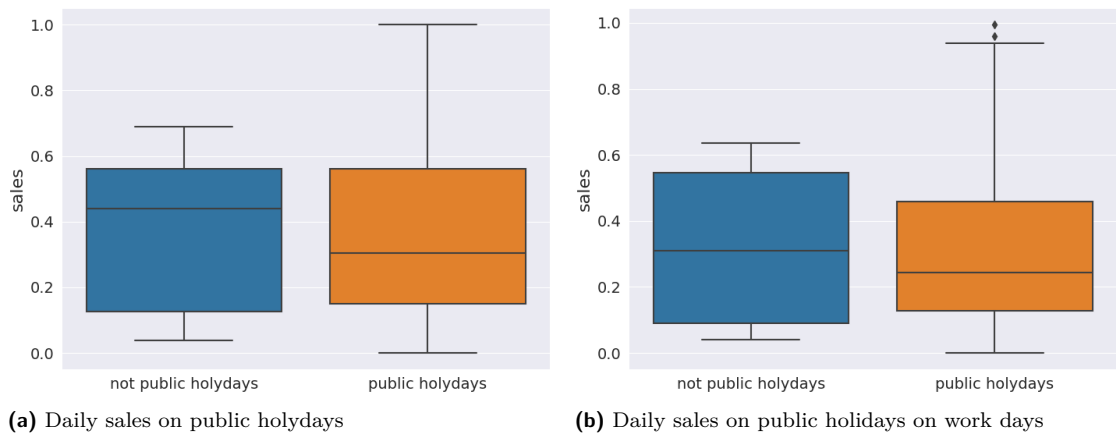 1.0
0.8
0.6
0.4
0.2
0.0
sales
not public holydays
public holydays
(a) Daily sales on public holydays
1.0
0.8
0.6
0.4
0.2
0.0
sales
not public holydays
public holydays
(b) Daily sales on public holidays on work days